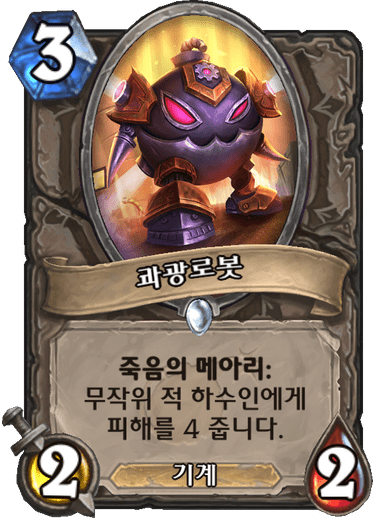 3
과광로봇
죽음의 메아리:
무작위 적 하수인에게
피해를 4 줍니다.
2
기계
2